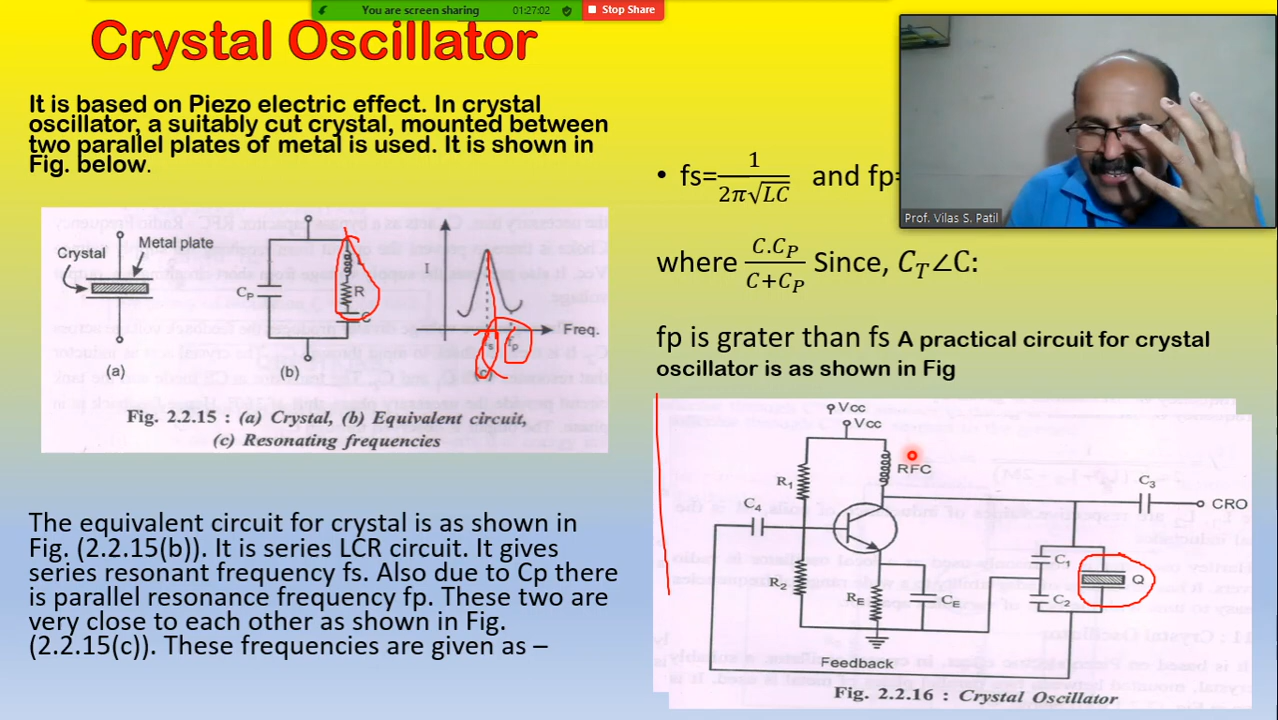 You are screen sharing
01:27:02
Stop Share
Crystal Oscillator
It is based on Piezo electric effect. In crystal
oscillator, a suitably cut crystal, mounted between
two parallel plates of metal is used. It is shown in
Fig. below.
Crystal
Metal plate
CP
R
C
I
Freq.
fs
fp
(a)
(b)
(c)
Fig. 2.2.15 : (a) Crystal, (b) Equivalent circuit,
(c) Resonating frequencies
The equivalent circuit for crystal is as shown in
Fig. (2.2.15(b)). It is series LCR circuit. It gives
series resonant frequency fs. Also due to Cp there
is parallel resonance frequency fp. These two are
very close to each other as shown in Fig.
(2.2.15(c)). These frequencies are given as –
Prof. Vilas S. Patil
• fs=1/2π√LC and fp=
where C.CP/C+CP Since, CT∠C:
fp is grater than fs A practical circuit for crystal
oscillator is as shown in Fig
Vcc
Vcc
RFC
R1
C4
C3
CRO
C1
Q
C2
R2
RE
CE
Feedback
Fig. 2.2.16 : Crystal Oscillator